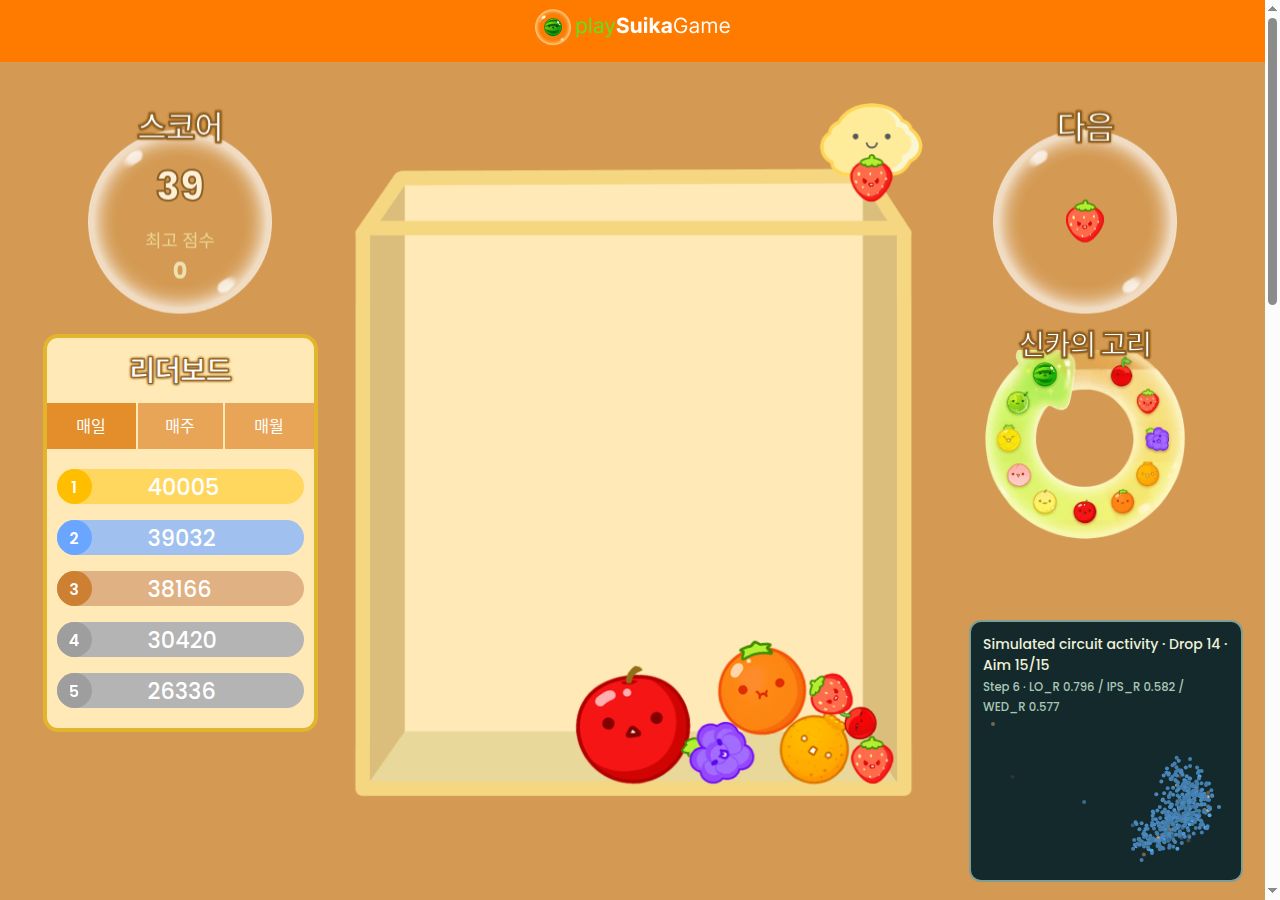 playSuikaGame
스코어
39
최고 점수
0
다음
리더보드
매일 매주 매월
1 40005
2 39032
3 38166
4 30420
5 26336
신카의 고리
Simulated circuit activity · Drop 14 ·
Aim 15/15
Step 6 · LO_R 0.796 / IPS_R 0.582 /
WED_R 0.577